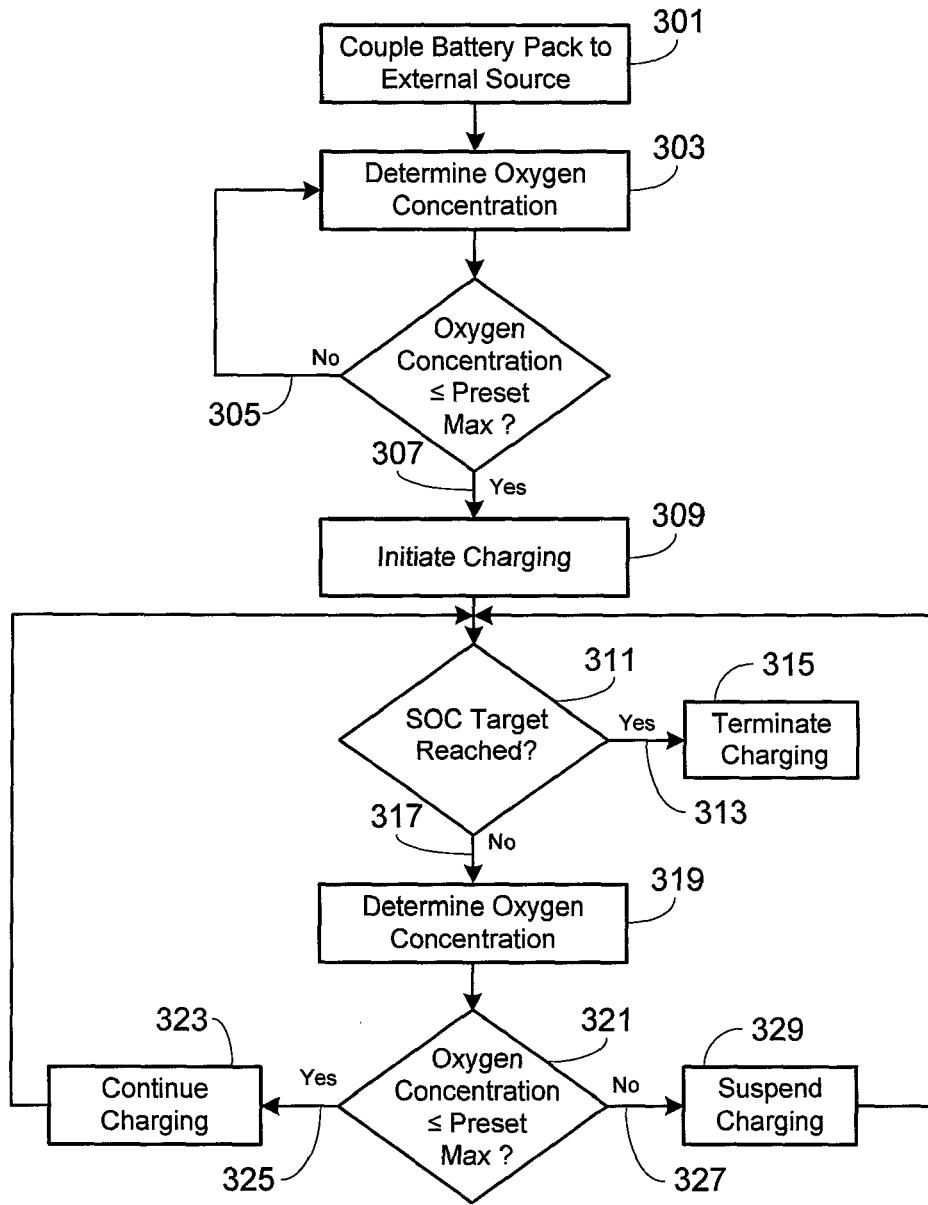 301
Couple Battery Pack to
External Source
303
Determine Oxygen
Concentration
Oxygen
Concentration
≤ Preset
Max ?
No
305
307
Yes
309
Initiate Charging
311
SOC Target
Reached?
Yes
313
315
Terminate
Charging
317
No
319
Determine Oxygen
Concentration
321
Oxygen
Concentration
≤ Preset
Max ?
323
Continue
Charging
Yes
325
No
327
329
Suspend
Charging